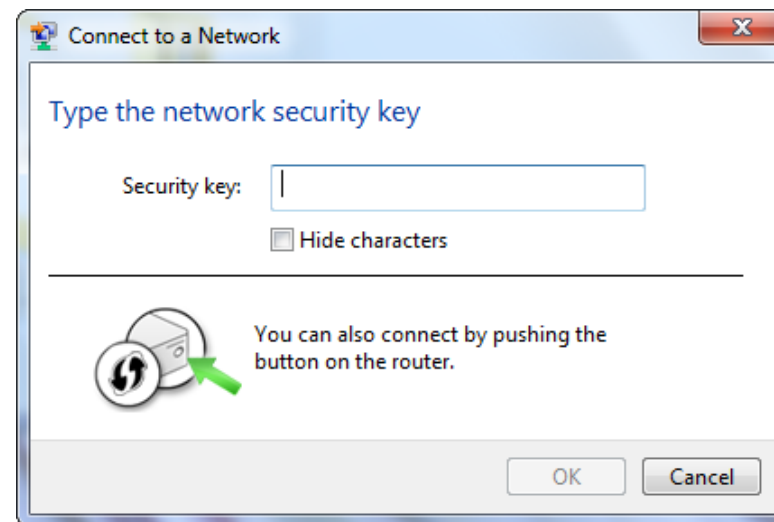 Connect to a Network
Type the network security key
Security key:
Hide characters
You can also connect by pushing the
button on the router.
OK Cancel